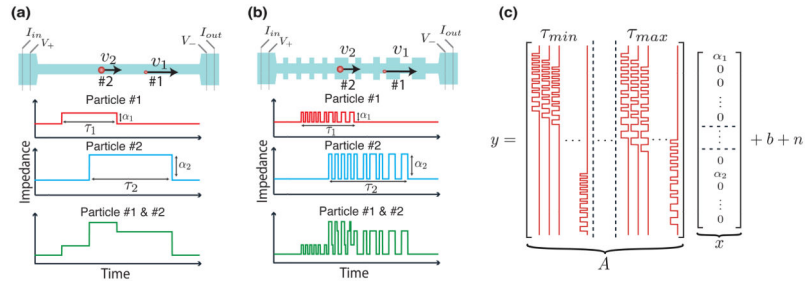 (a)
I_in
V_+
I_out
V_-
v_2
v_1
#2
#1
Particle #1
α_1
τ_1
Particle #2
α_2
τ_2
Particle #1 & #2
Impedance
Time
(b)
I_in
V_+
I_out
V_-
v_2
v_1
#2
#1
Particle #1
α_1
τ_1
Particle #2
α_2
τ_2
Particle #1 & #2
Impedance
Time
(c)
τ_min
τ_max
y =
...
...
A
α_1
0
0
⋮
0
⋮
0
α_2
0
⋮
0
x
+ b + n